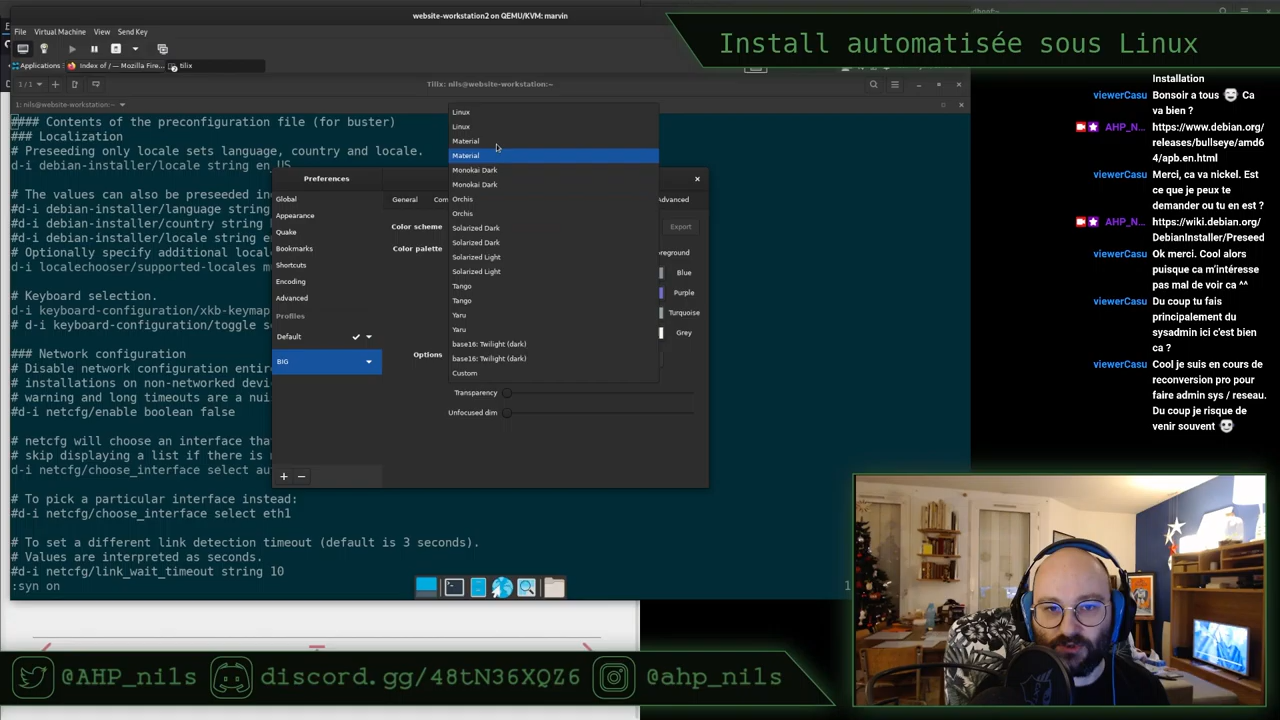 website-workstation2 on QEMU/KVM: marvin
File Virtual Machine View Send Key
Applications
Index of / — Mozilla Fire...
tilix
1 / 1
Tilix: nils@website-workstation:~
1: nils@website-workstation:~
#### Contents of the preconfiguration file (for buster)
### Localization
# Preseeding only locale sets language, country and locale.
d-i debian-installer/locale string en_US
# The values can also be preseeded in
#d-i debian-installer/language string
#d-i debian-installer/country string
#d-i debian-installer/locale string e
# Optionally specify additional local
#d-i localechooser/supported-locales m
# Keyboard selection.
d-i keyboard-configuration/xkb-keymap
# d-i keyboard-configuration/toggle s
### Network configuration
# Disable network configuration entir
# installations on non-networked devi
# warning and long timeouts are a nui
#d-i netcfg/enable boolean false
# netcfg will choose an interface tha
# skip displaying a list if there is
d-i netcfg/choose_interface select au
# To pick a particular interface instead:
#d-i netcfg/choose_interface select eth1
# To set a different link detection timeout (default is 3 seconds).
# Values are interpreted as seconds.
#d-i netcfg/link_wait_timeout string 10
:syn on
1
Preferences
Global
Appearance
Quake
Bookmarks
Shortcuts
Encoding
Advanced
Profiles
Default
BIG
General
Com
dvanced
Color scheme
Export
Color palette
reground
Blue
Purple
Turquoise
Grey
Options
Transparency
Unfocused dim
Linux
Linux
Material
Material
Monokai Dark
Monokai Dark
Orchis
Orchis
Solarized Dark
Solarized Dark
Solarized Light
Solarized Light
Tango
Tango
Yaru
Yaru
base16: Twilight (dark)
base16: Twilight (dark)
Custom
Install automatisée sous Linux
Installation
viewerCasu Bonsoir a tous Ca
va bien ?
AHP_N... https://www.debian.org/
releases/bullseye/amd6
4/apb.en.html
viewerCasu Merci, ca va nickel. Est
ce que je peux te
demander ou tu en est ?
AHP_N... https://wiki.debian.org/
DebianInstaller/Preseed
viewerCasu Ok merci. Cool alors
puisque ca m'intéresse
pas mal de voir ca ^^
viewerCasu Du coup tu fais
principalement du
sysadmin ici c'est bien
ca ?
viewerCasu Cool je suis en cours de
reconversion pro pour
faire admin sys / reseau.
Du coup je risque de
venir souvent
@AHP_nils
discord.gg/48tN36XQZ6
@ahp_nils